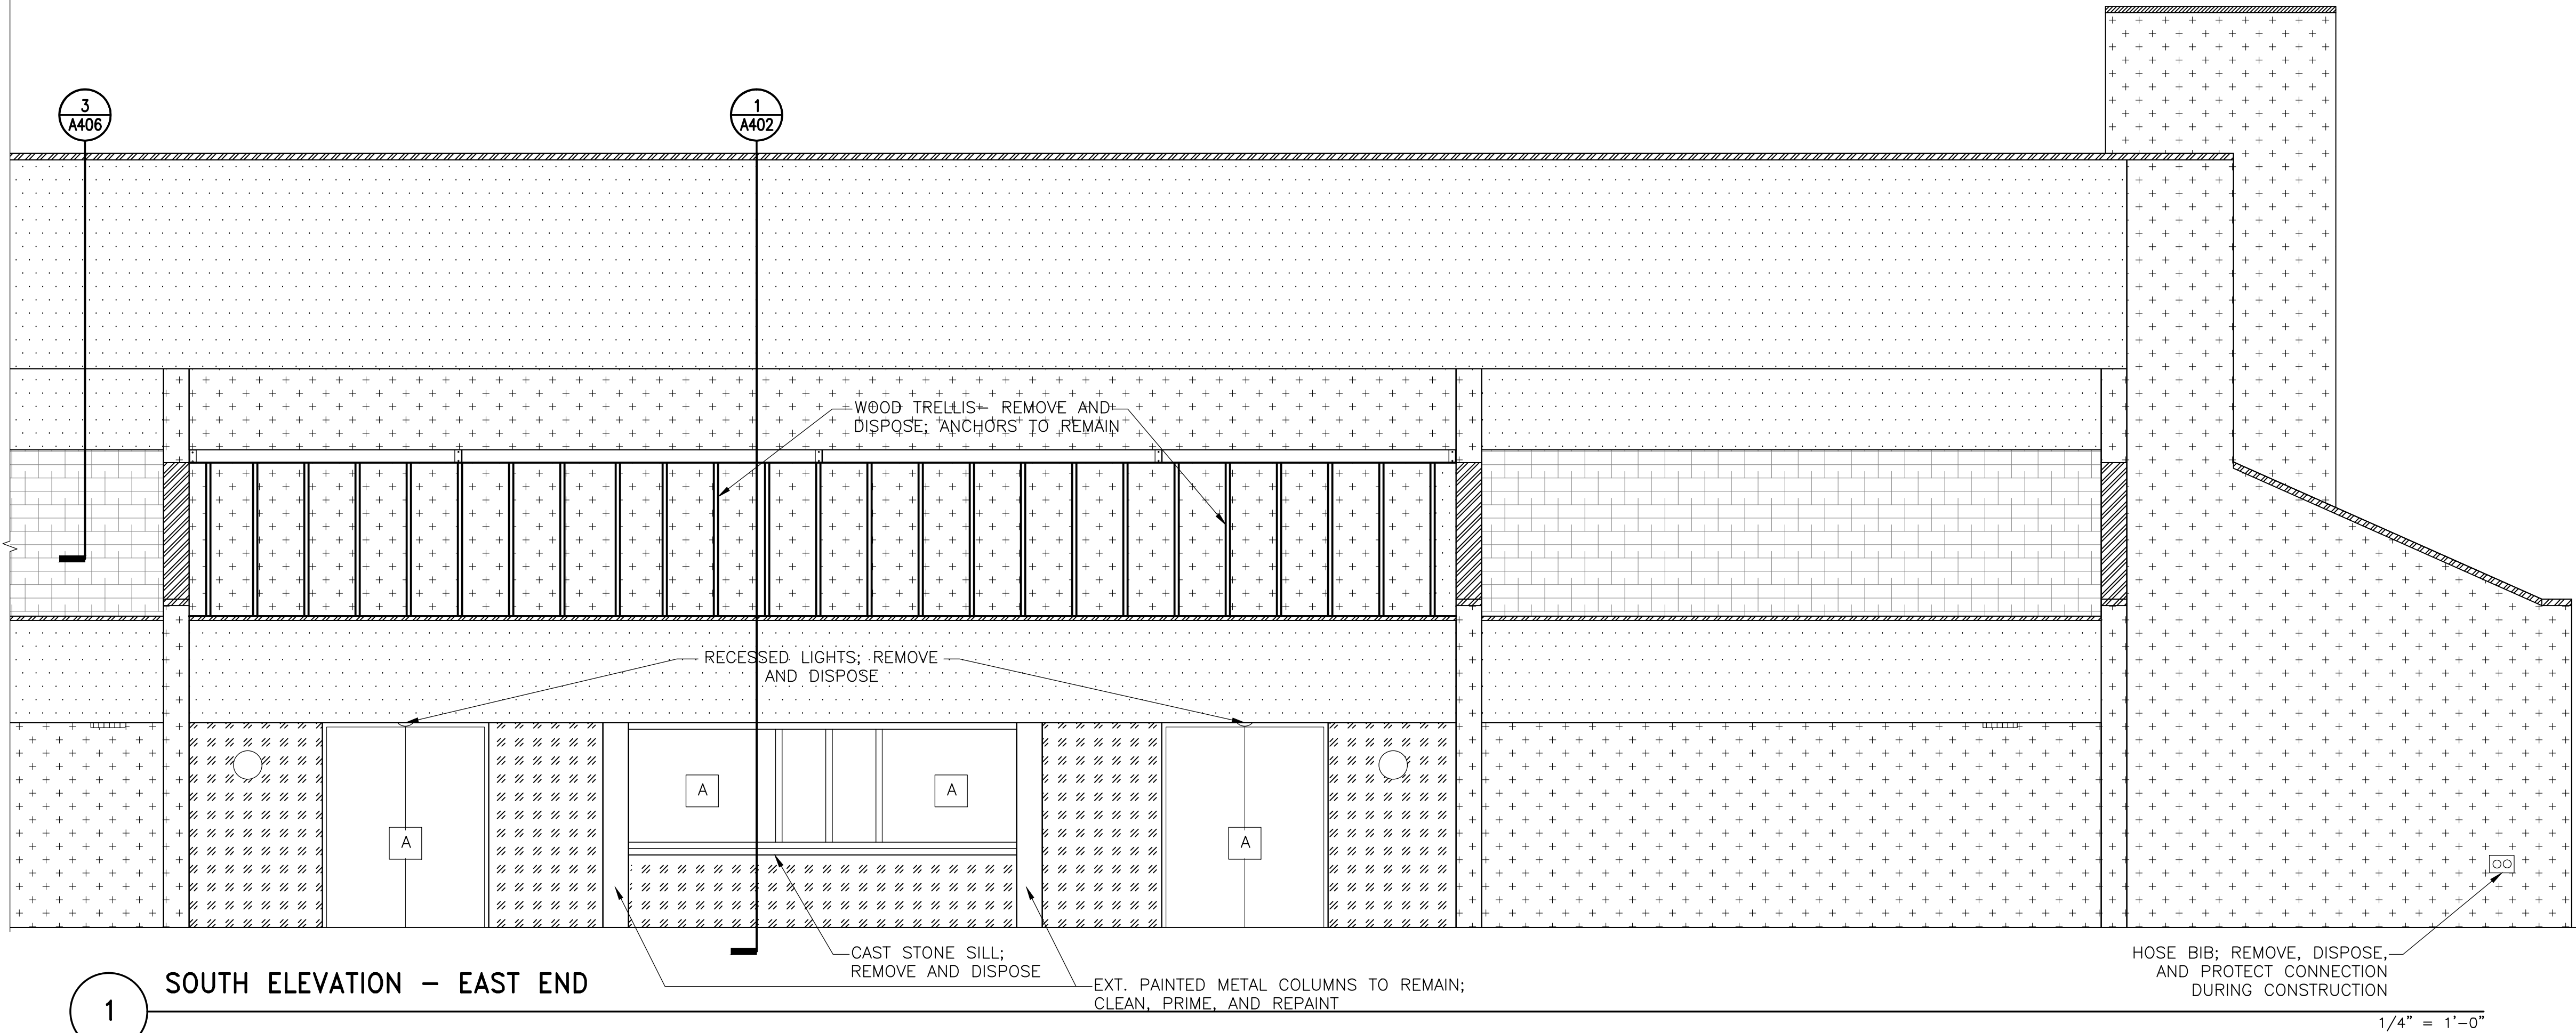 3
A406
1
A402
WOOD TRELLIS– REMOVE AND
DISPOSE; ANCHORS TO REMAIN
RECESSED LIGHTS; REMOVE
AND DISPOSE
A
A
A
A
CAST STONE SILL;
REMOVE AND DISPOSE
EXT. PAINTED METAL COLUMNS TO REMAIN;
CLEAN, PRIME, AND REPAINT
HOSE BIB; REMOVE, DISPOSE,
AND PROTECT CONNECTION
DURING CONSTRUCTION
1
SOUTH ELEVATION – EAST END
1/4" = 1'–0"